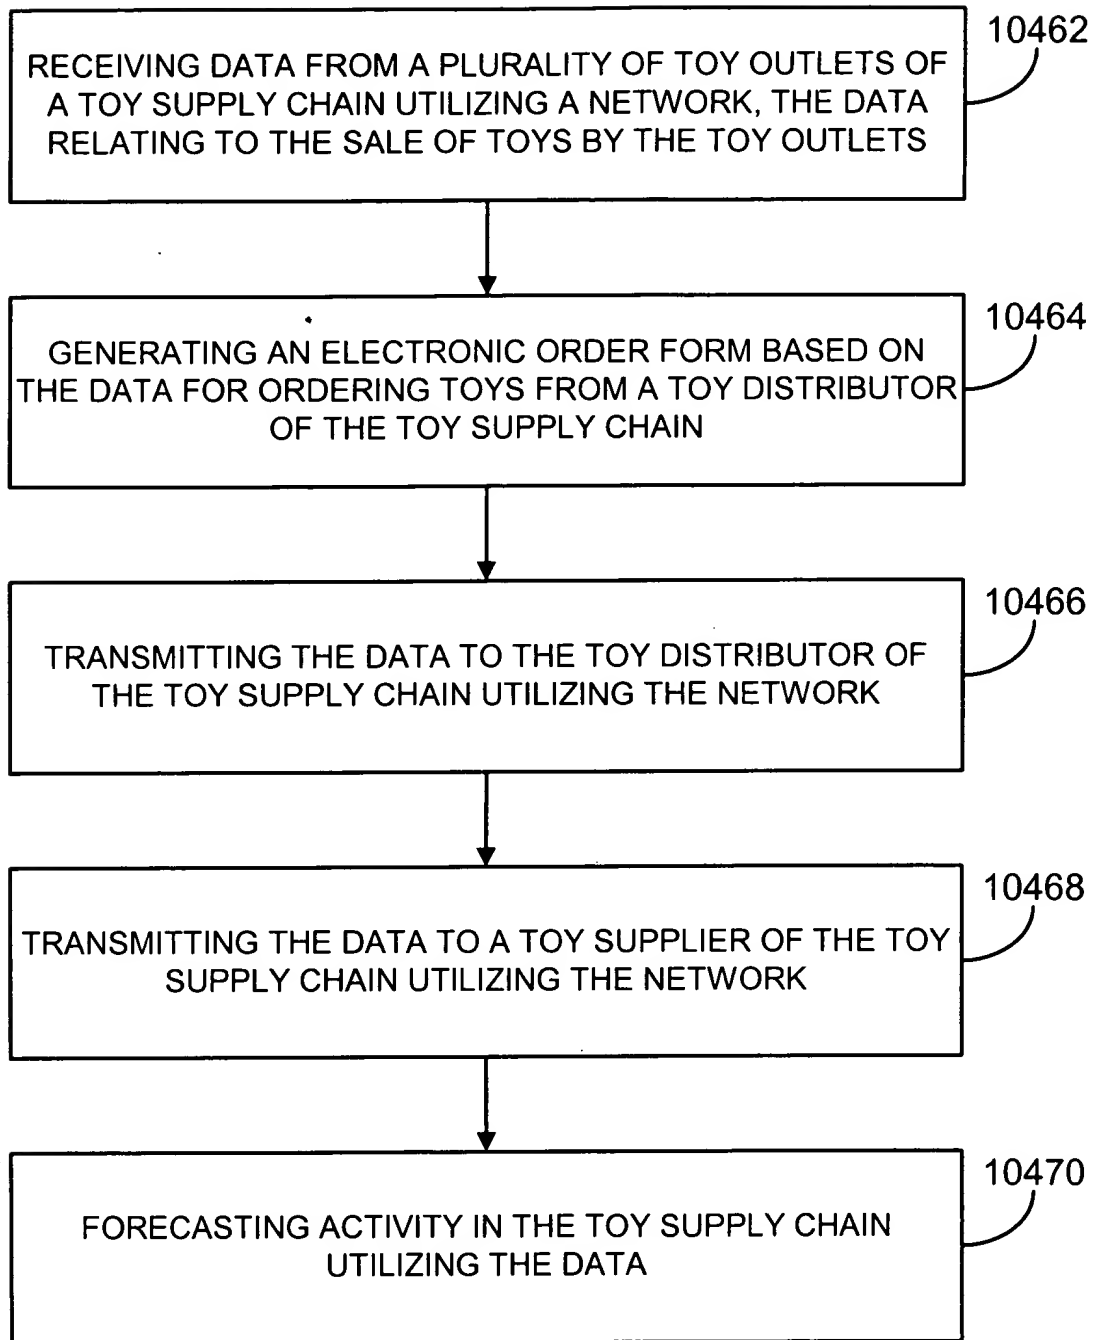 10462
RECEIVING DATA FROM A PLURALITY OF TOY OUTLETS OF
A TOY SUPPLY CHAIN UTILIZING A NETWORK, THE DATA
RELATING TO THE SALE OF TOYS BY THE TOY OUTLETS
10464
GENERATING AN ELECTRONIC ORDER FORM BASED ON
THE DATA FOR ORDERING TOYS FROM A TOY DISTRIBUTOR
OF THE TOY SUPPLY CHAIN
10466
TRANSMITTING THE DATA TO THE TOY DISTRIBUTOR OF
THE TOY SUPPLY CHAIN UTILIZING THE NETWORK
10468
TRANSMITTING THE DATA TO A TOY SUPPLIER OF THE TOY
SUPPLY CHAIN UTILIZING THE NETWORK
10470
FORECASTING ACTIVITY IN THE TOY SUPPLY CHAIN
UTILIZING THE DATA